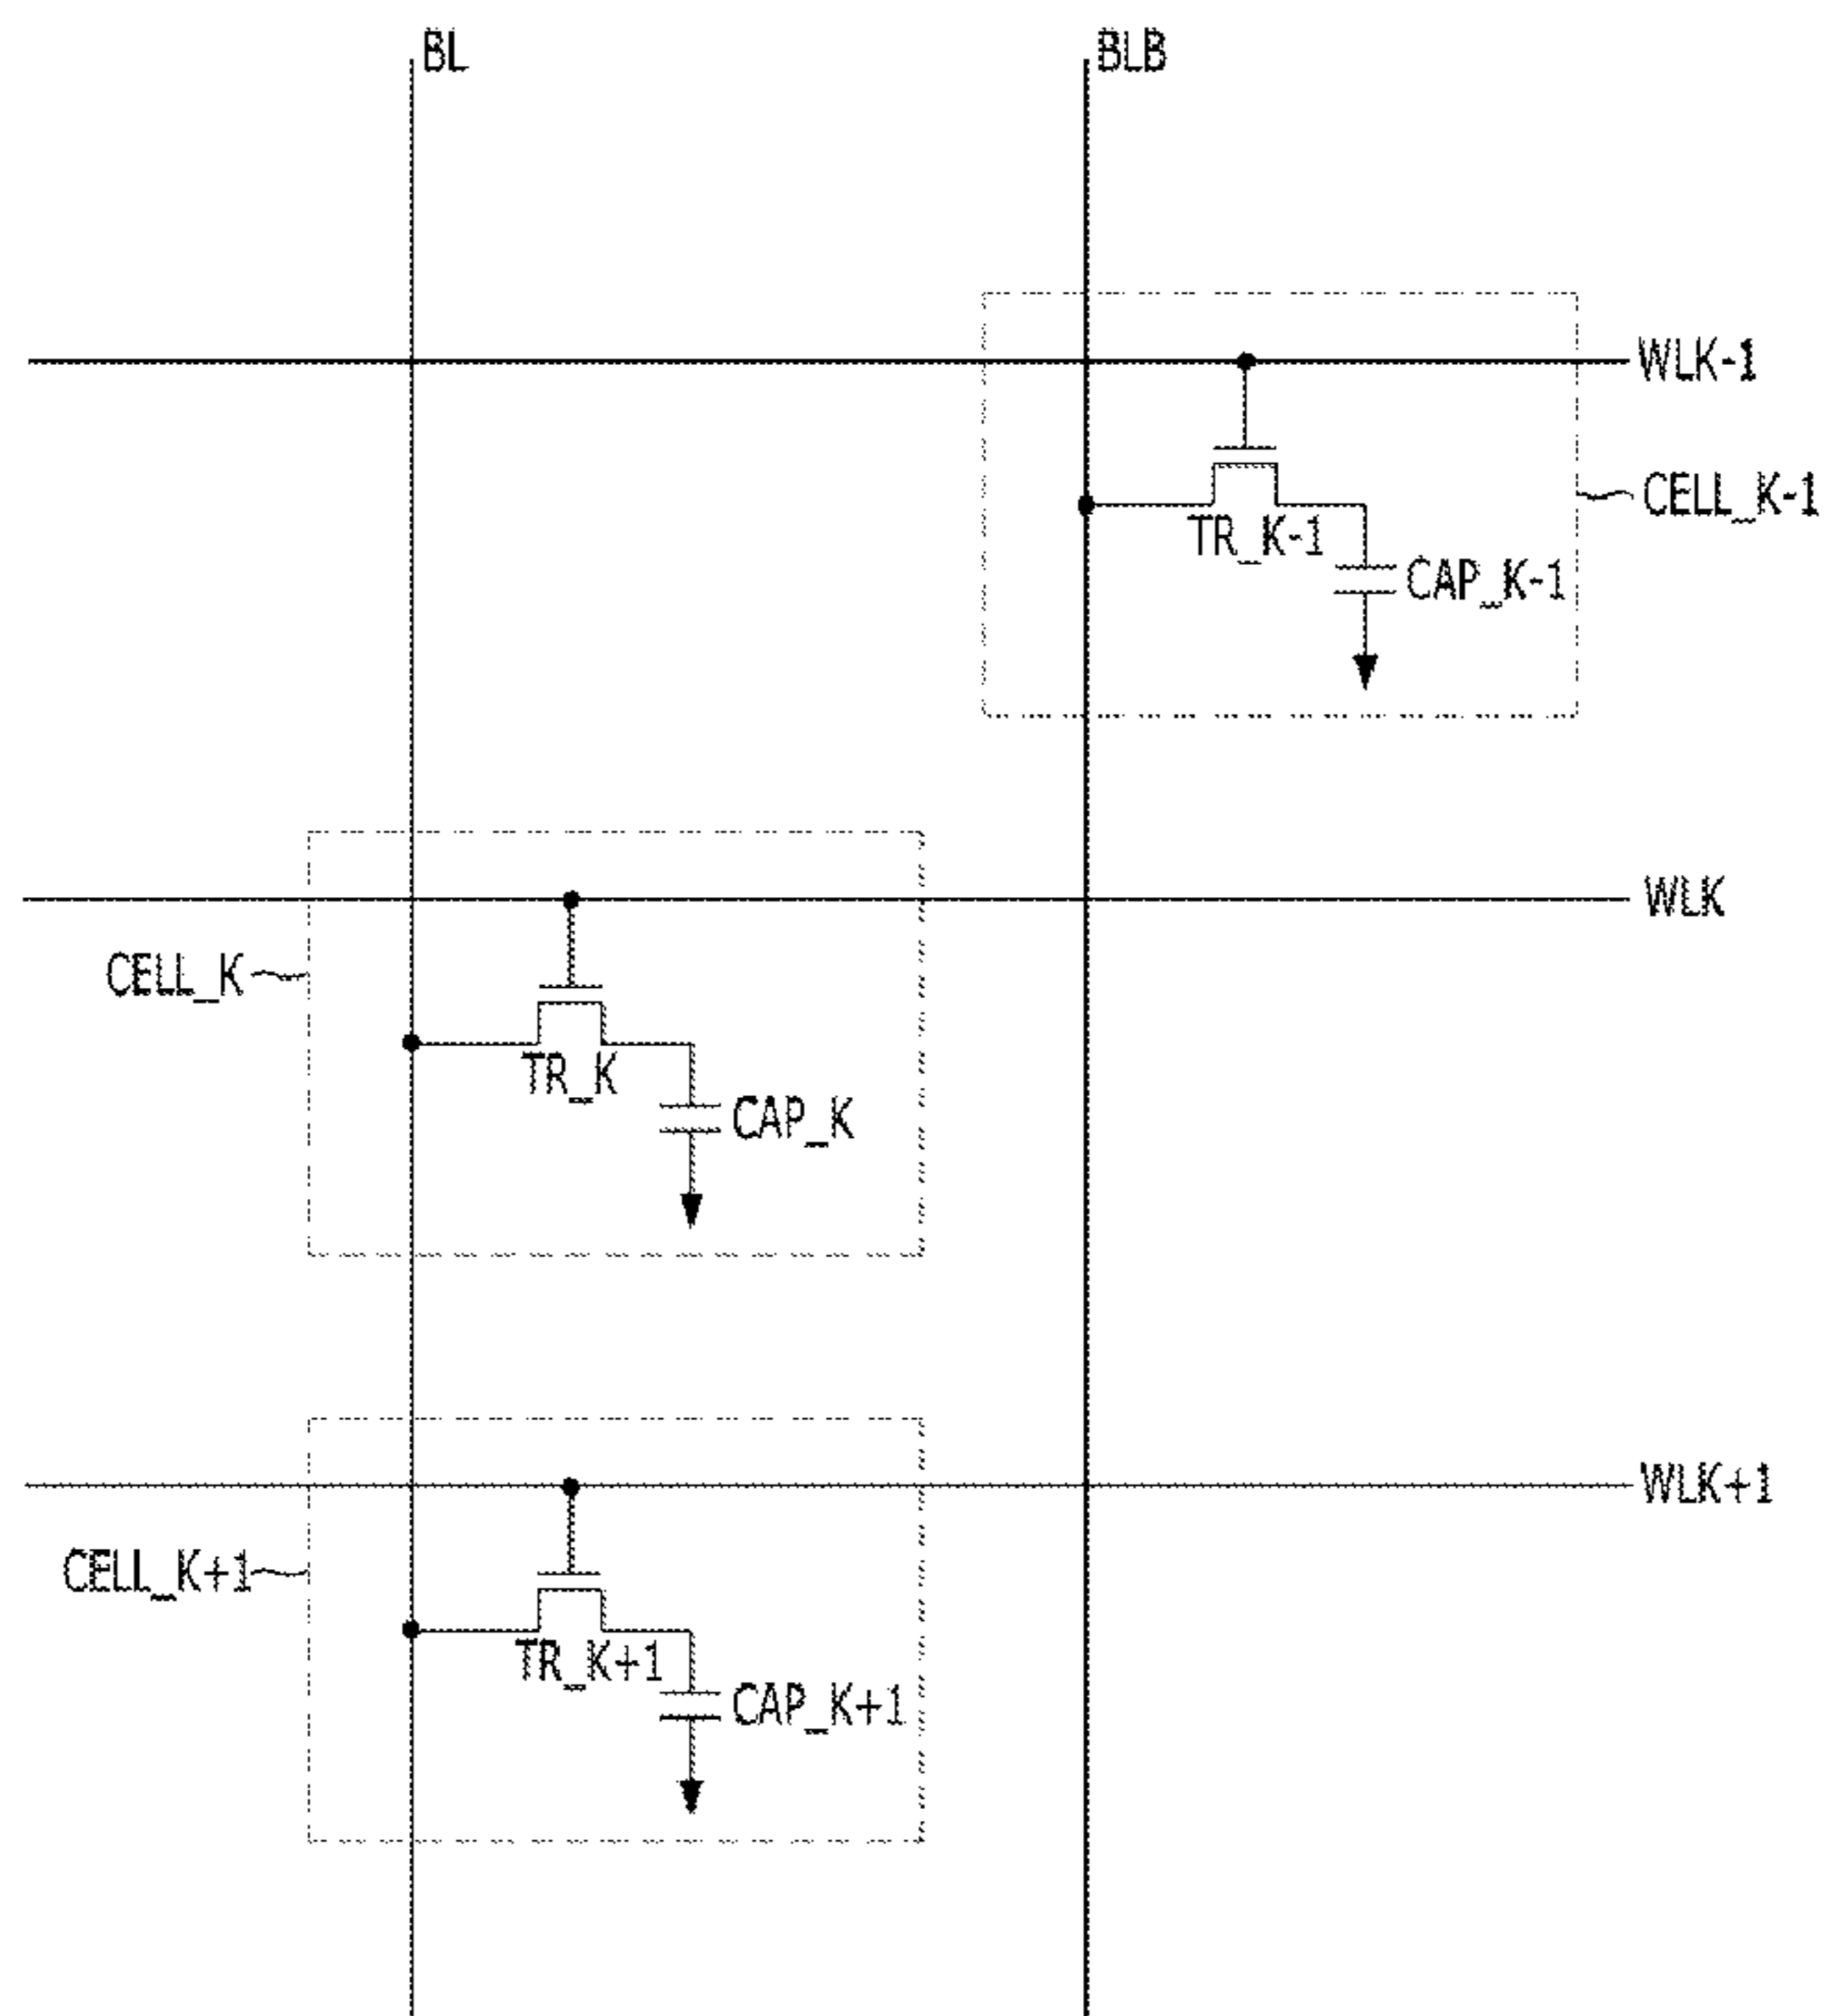 BL
BLB
WLK-1
CELL_K-1
TR_K-1
CAP_K-1
WLK
CELL_K
TR_K
CAP_K
WLK+1
CELL_K+1
TR_K+1
CAP_K+1